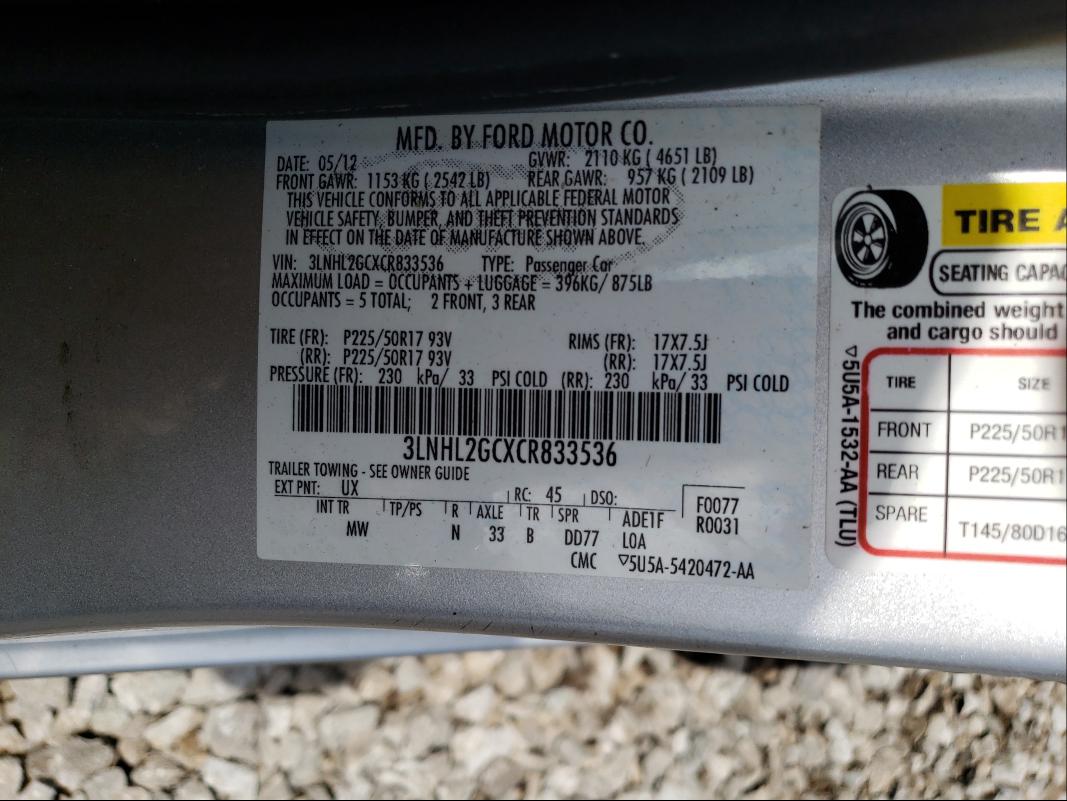 MFD. BY FORD MOTOR CO.
DATE: 05/12 GVWR: 2110 KG ( 4651 LB)
FRONT GAWR: 1153 KG ( 2542 LB) REAR GAWR: 957 KG ( 2109 LB)
THIS VEHICLE CONFORMS TO ALL APPLICABLE FEDERAL MOTOR
VEHICLE SAFETY, BUMPER, AND THEFT PREVENTION STANDARDS
IN EFFECT ON THE DATE OF MANUFACTURE SHOWN ABOVE.
VIN: 3LNHL2GCXCR833536 TYPE: Passenger Car
MAXIMUM LOAD = OCCUPANTS + LUGGAGE = 396KG/ 875LB
OCCUPANTS = 5 TOTAL; 2 FRONT, 3 REAR
TIRE (FR): P225/50R17 93V RIMS (FR): 17X7.5J
(RR): P225/50R17 93V (RR): 17X7.5J
PRESSURE (FR): 230 kPa/ 33 PSI COLD (RR): 230 kPa/ 33 PSI COLD
3LNHL2GCXCR833536
TRAILER TOWING - SEE OWNER GUIDE
EXT PNT: UX RC: 45 DSO: F0077
INT TR TP/PS R AXLE TR SPR ADE1F R0031
MW N 33 B DD77 LOA
CMC ▽5U5A-5420472-AA
TIRE A
SEATING CAPAC
The combined weight
and cargo should
TIRE SIZE
FRONT P225/50R1
REAR P225/50R1
SPARE T145/80D16
▽5U5A-1532-AA (TLU)